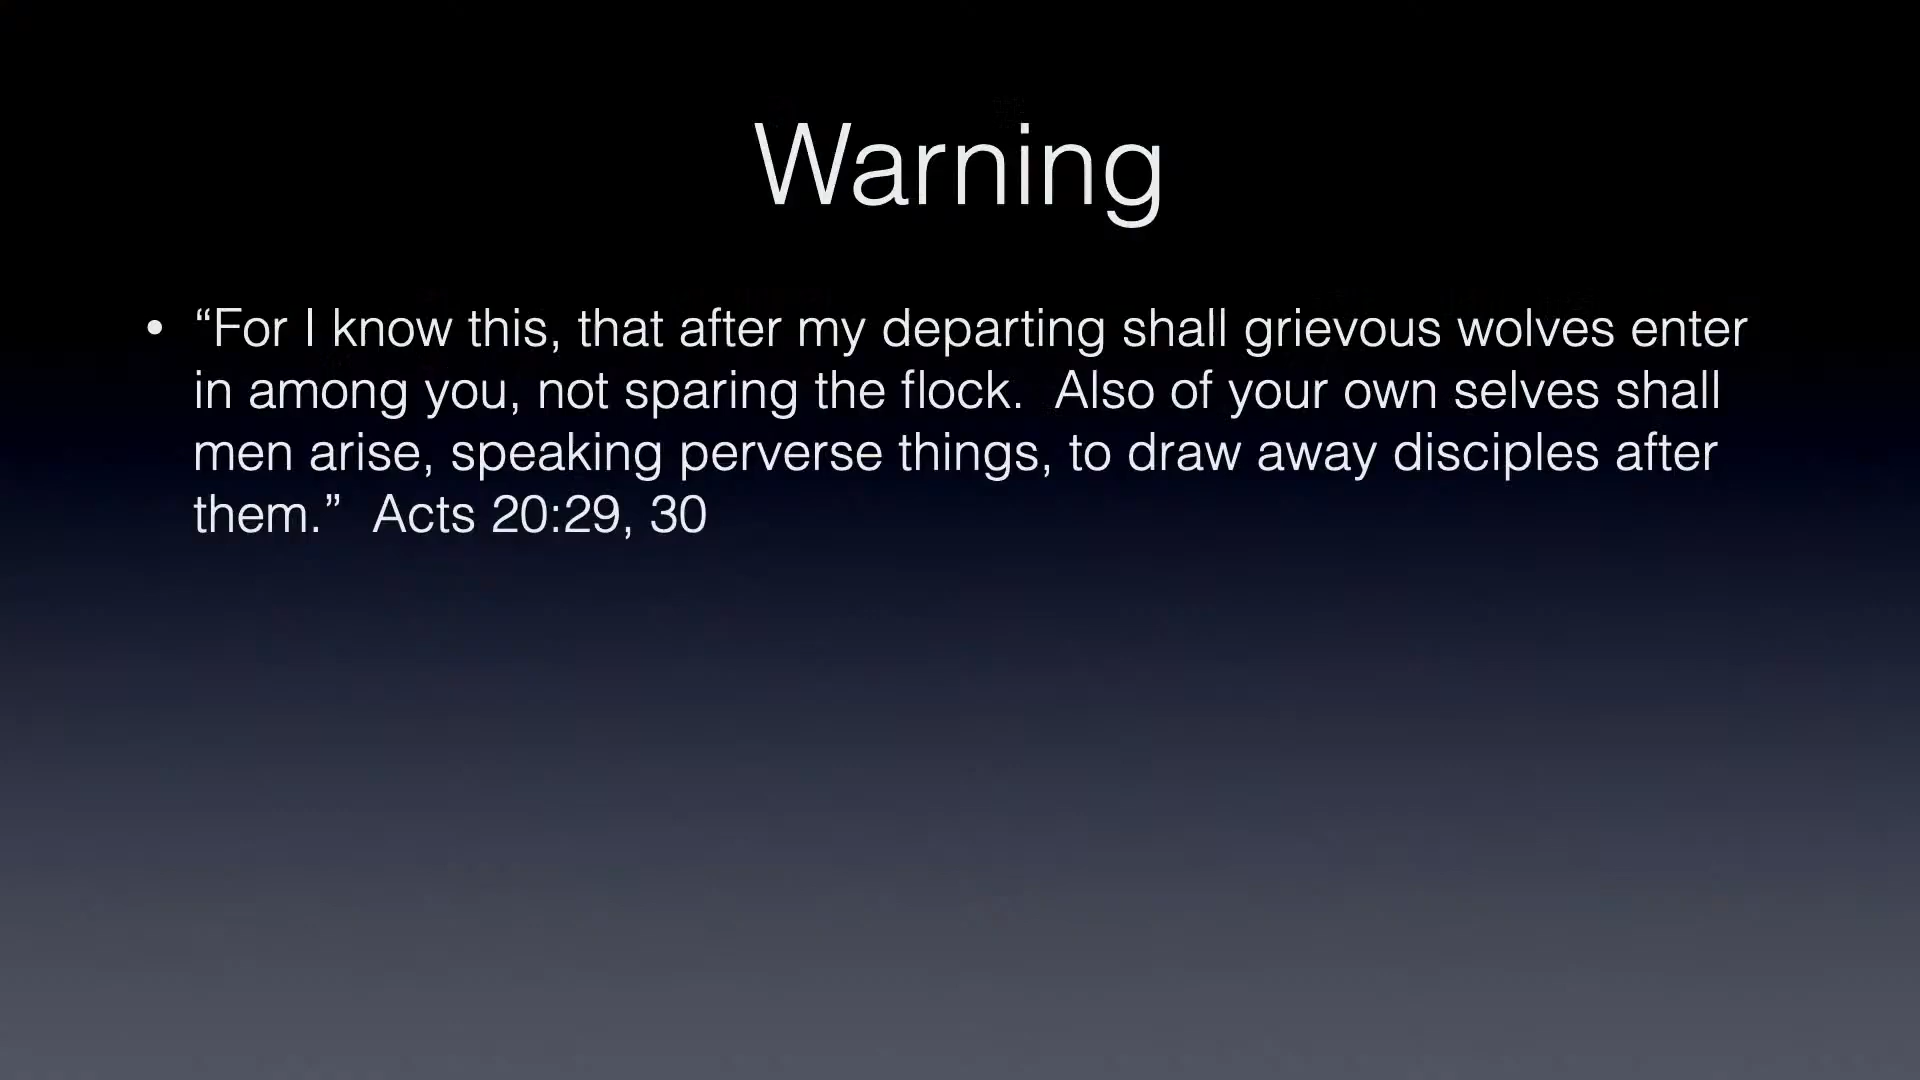 Warning
• “For I know this, that after my departing shall grievous wolves enter
in among you, not sparing the flock.  Also of your own selves shall
men arise, speaking perverse things, to draw away disciples after
them.”  Acts 20:29, 30